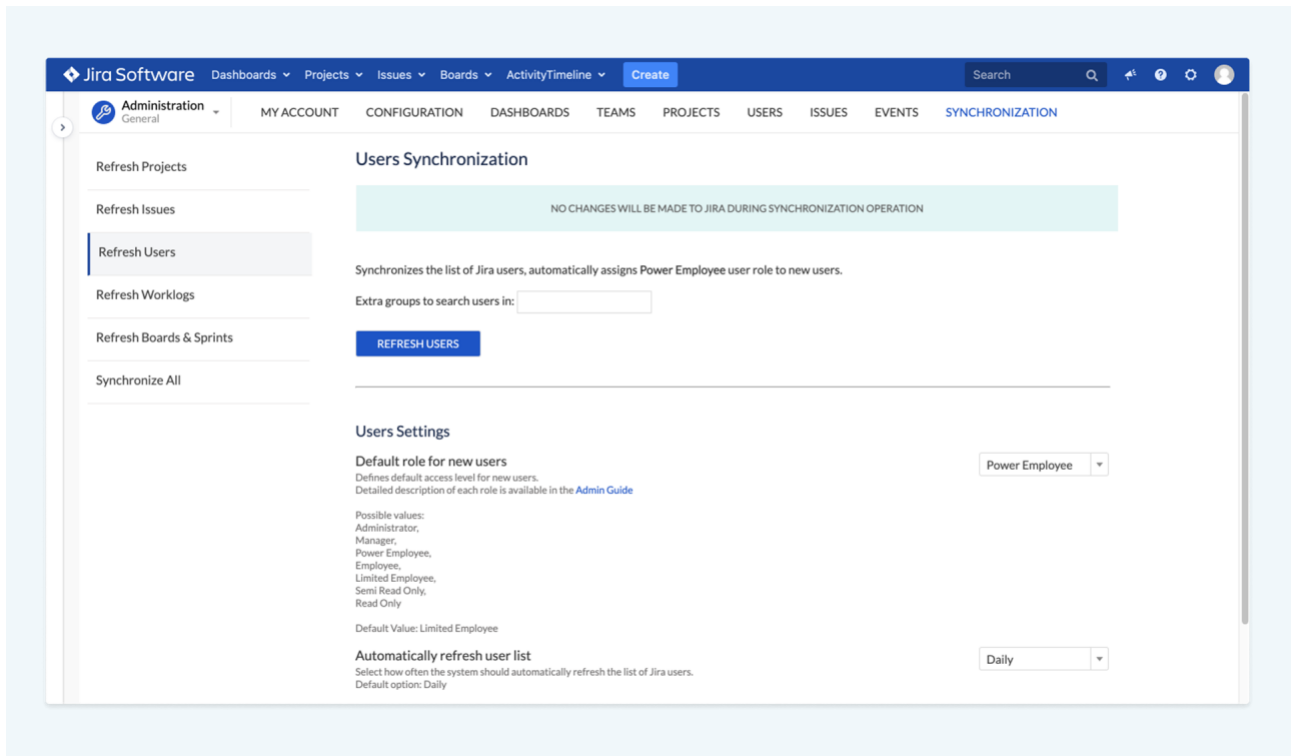 Jira Software Dashboards Projects Issues Boards ActivityTimeline Create Search
Administration
General
MY ACCOUNT CONFIGURATION DASHBOARDS TEAMS PROJECTS USERS ISSUES EVENTS SYNCHRONIZATION
Refresh Projects
Refresh Issues
Refresh Users
Refresh Worklogs
Refresh Boards & Sprints
Synchronize All
Users Synchronization
NO CHANGES WILL BE MADE TO JIRA DURING SYNCHRONIZATION OPERATION
Synchronizes the list of Jira users, automatically assigns Power Employee user role to new users.
Extra groups to search users in:
REFRESH USERS
Users Settings
Default role for new users
Defines default access level for new users.
Detailed description of each role is available in the Admin Guide
Possible values:
Administrator,
Manager,
Power Employee,
Employee,
Limited Employee,
Semi Read Only,
Read Only
Default Value: Limited Employee
Power Employee
Automatically refresh user list
Select how often the system should automatically refresh the list of Jira users.
Default option: Daily
Daily